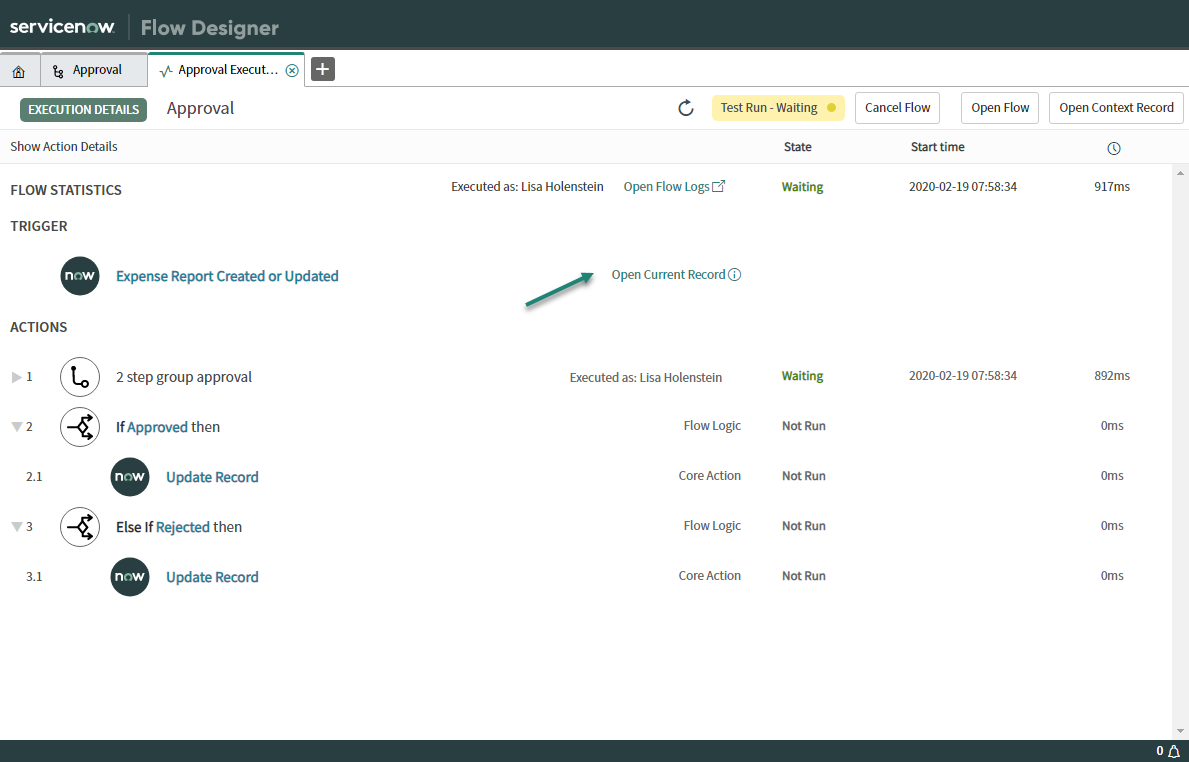 servicenow Flow Designer
Approval Approval Execut... +
EXECUTION DETAILS Approval Test Run - Waiting Cancel Flow Open Flow Open Context Record
Show Action Details State Start time
FLOW STATISTICS Executed as: Lisa Holenstein Open Flow Logs Waiting 2020-02-19 07:58:34 917ms
TRIGGER
now Expense Report Created or Updated Open Current Record
ACTIONS
1 2 step group approval Executed as: Lisa Holenstein Waiting 2020-02-19 07:58:34 892ms
2 If Approved then Flow Logic Not Run 0ms
2.1 now Update Record Core Action Not Run 0ms
3 Else If Rejected then Flow Logic Not Run 0ms
3.1 now Update Record Core Action Not Run 0ms
0